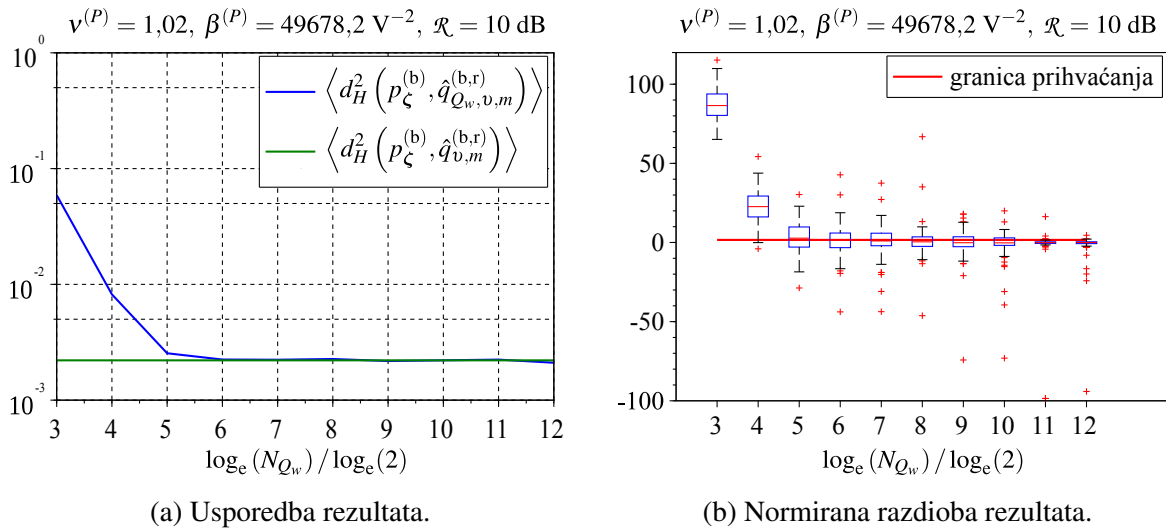 ν^(P) = 1,02, β^(P) = 49678,2 V^−2, ℛ = 10 dB
10^0
10^-1
10^-2
10^-3
⟨d_H^2 (p_ζ^(b), q̂_{Q_w,υ,m}^(b,r))⟩
⟨d_H^2 (p_ζ^(b), q̂_{υ,m}^(b,r))⟩
3 4 5 6 7 8 9 10 11 12
log_e (N_{Q_w}) / log_e(2)
(a) Usporedba rezultata.
ν^(P) = 1,02, β^(P) = 49678,2 V^−2, ℛ = 10 dB
granica prihvaćanja
100
50
0
-50
-100
3 4 5 6 7 8 9 10 11 12
log_e (N_{Q_w}) / log_e(2)
(b) Normirana razdioba rezultata.